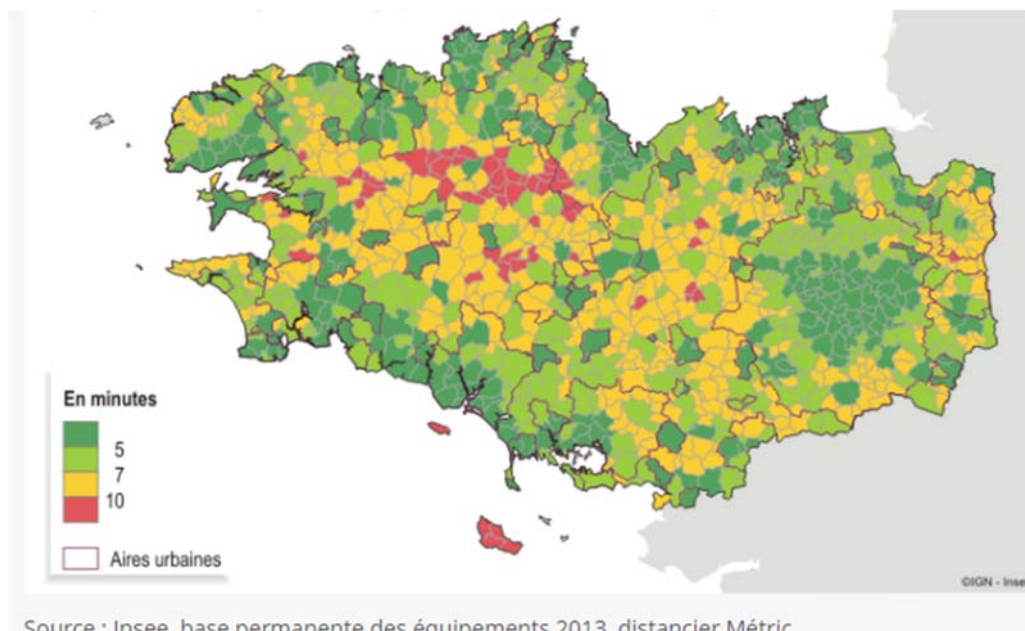 En minutes
5
7
10
Aires urbaines
©IGN - Inse
Source : Insee, base permanente des équipements 2013, distancier Métric